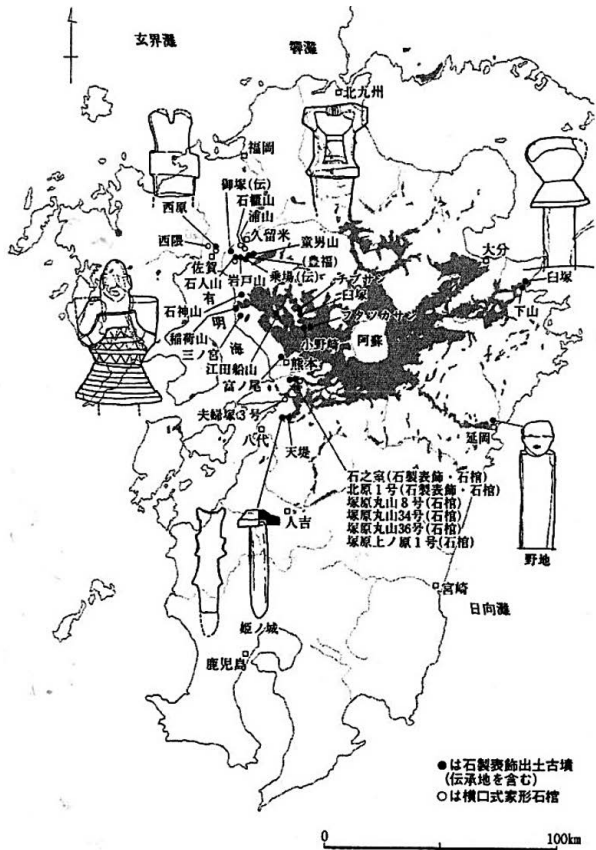 玄界灘
響灘
北九州
福岡
御塚(伝)
石櫃山
浦山
西原
久留米
童男山
西隈
(豊福)
大分
佐賀
乗場(伝)
チブサン
臼塚
石人山
岩戸山
臼塚
下山
有
明
海
石神山
フタツカサン
小野崎
阿蘇
稲荷山
三ノ宮
熊本
江田船山
富ノ尾
夫婦塚3号
延岡
八代
天堤
石之室(石製表飾・石棺)
北原1号(石製表飾・石棺)
塚原丸山8号(石棺)
塚原丸山34号(石棺)
塚原丸山36号(石棺)
塚原上ノ原1号(石棺)
人吉
野地
宮崎
日向灘
姫ノ城
鹿児島
●は石製表飾出土古墳
(伝承地を含む)
○は横口式家形石棺
0 100km